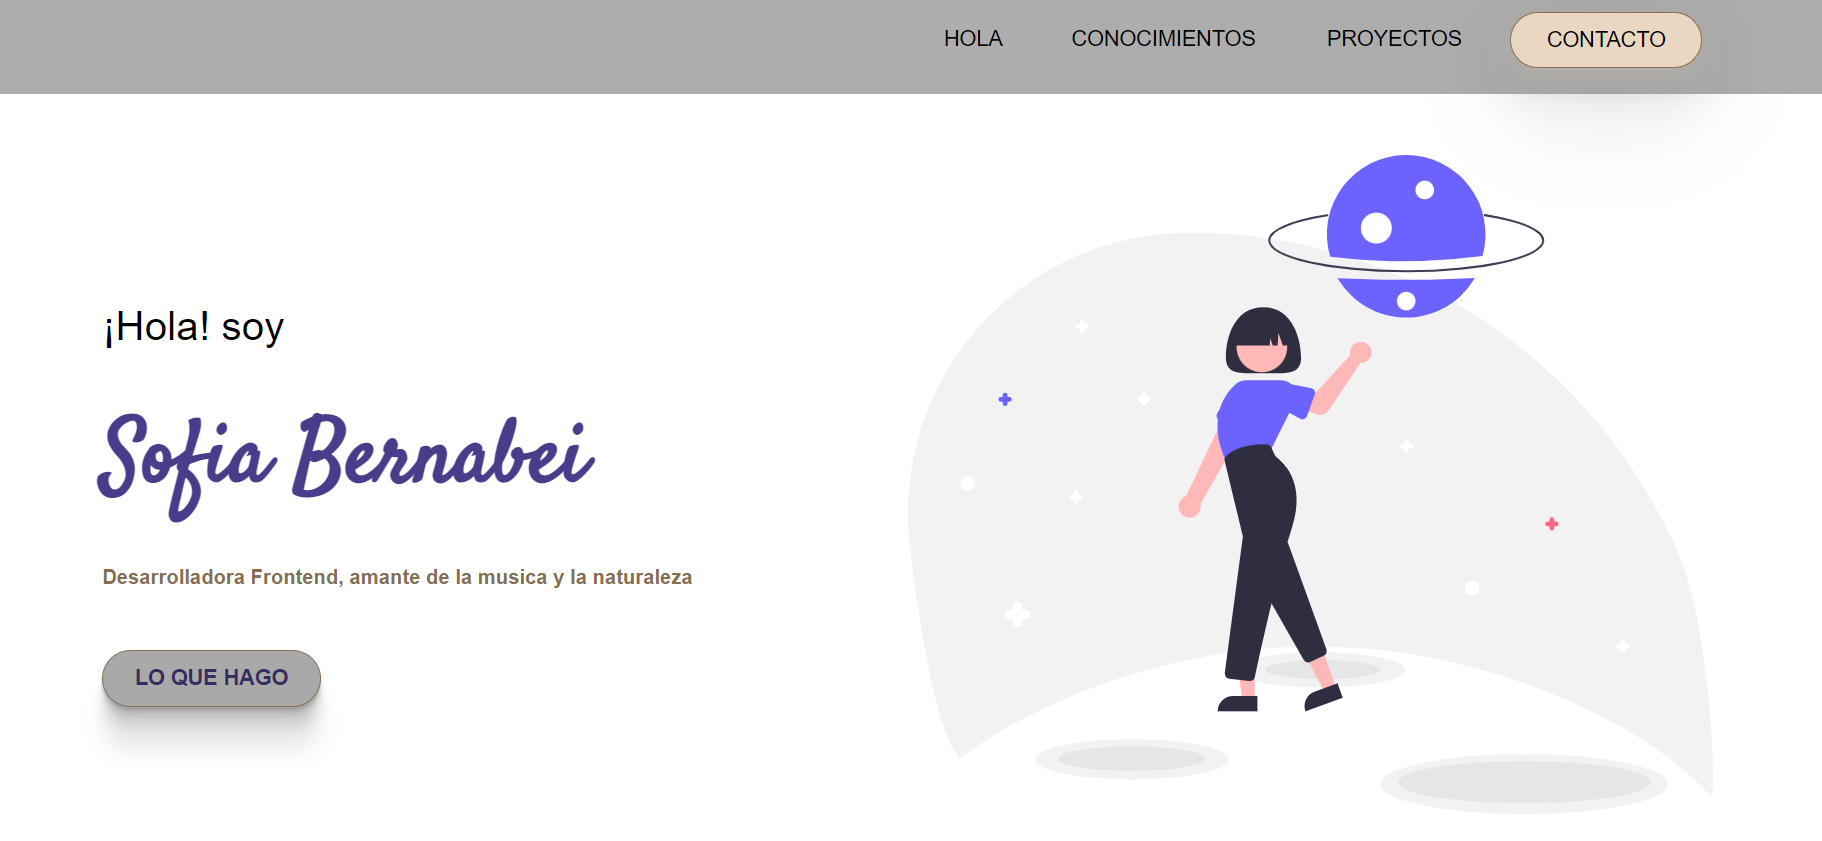 HOLA CONOCIMIENTOS PROYECTOS CONTACTO
¡Hola! soy
Sofia Bernabei
Desarrolladora Frontend, amante de la musica y la naturaleza
LO QUE HAGO